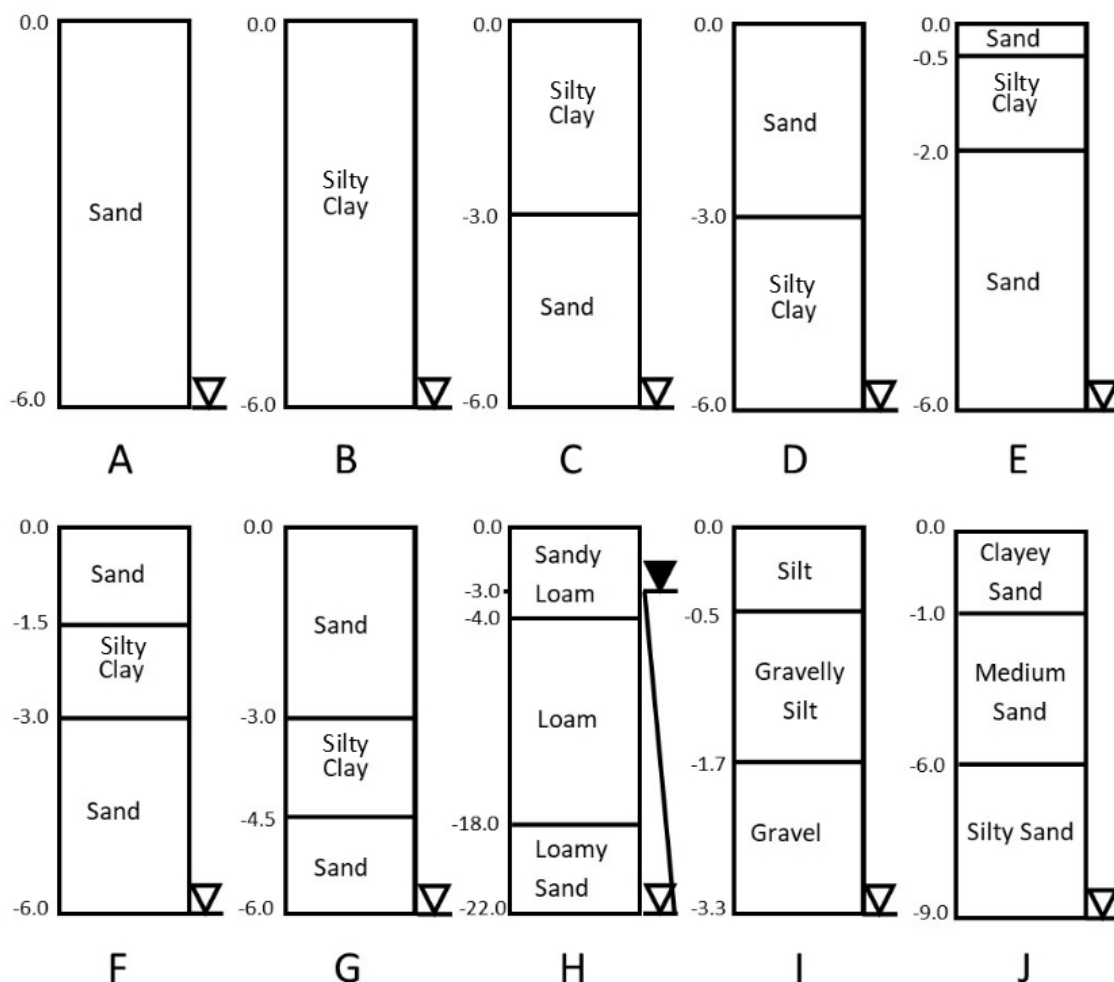 0.0
Sand
-6.0
A
0.0
Silty
Clay
-6.0
B
0.0
Silty
Clay
-3.0
Sand
-6.0
C
0.0
Sand
-3.0
Silty
Clay
-6.0
D
0.0
Sand
-0.5
Silty
Clay
-2.0
Sand
-6.0
E
0.0
Sand
-1.5
Silty
Clay
-3.0
Sand
-6.0
F
0.0
Sand
-3.0
Silty
Clay
-4.5
Sand
-6.0
G
0.0
Sandy
-3.0 Loam
-4.0
Loam
-18.0
Loamy
Sand
-22.0
H
0.0
Silt
-0.5
Gravelly
Silt
-1.7
Gravel
-3.3
I
0.0
Clayey
Sand
-1.0
Medium
Sand
-6.0
Silty Sand
-9.0
J